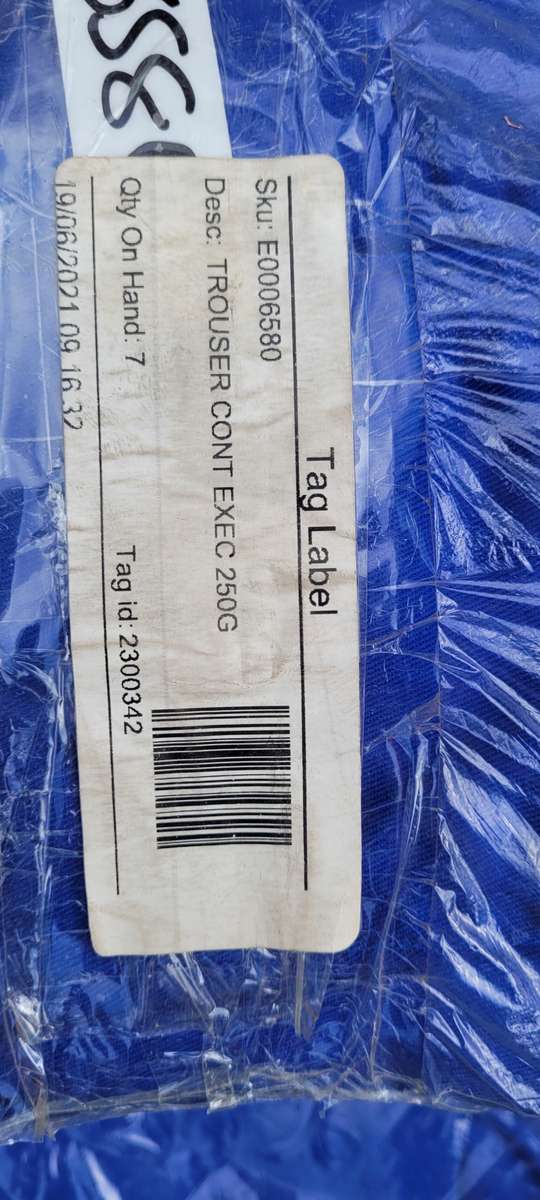 Tag Label
Sku: E0006580
Desc: TROUSER CONT EXEC 250G
Qty On Hand: 7 Tag id: 2300342
19/06/2021 09 16 32